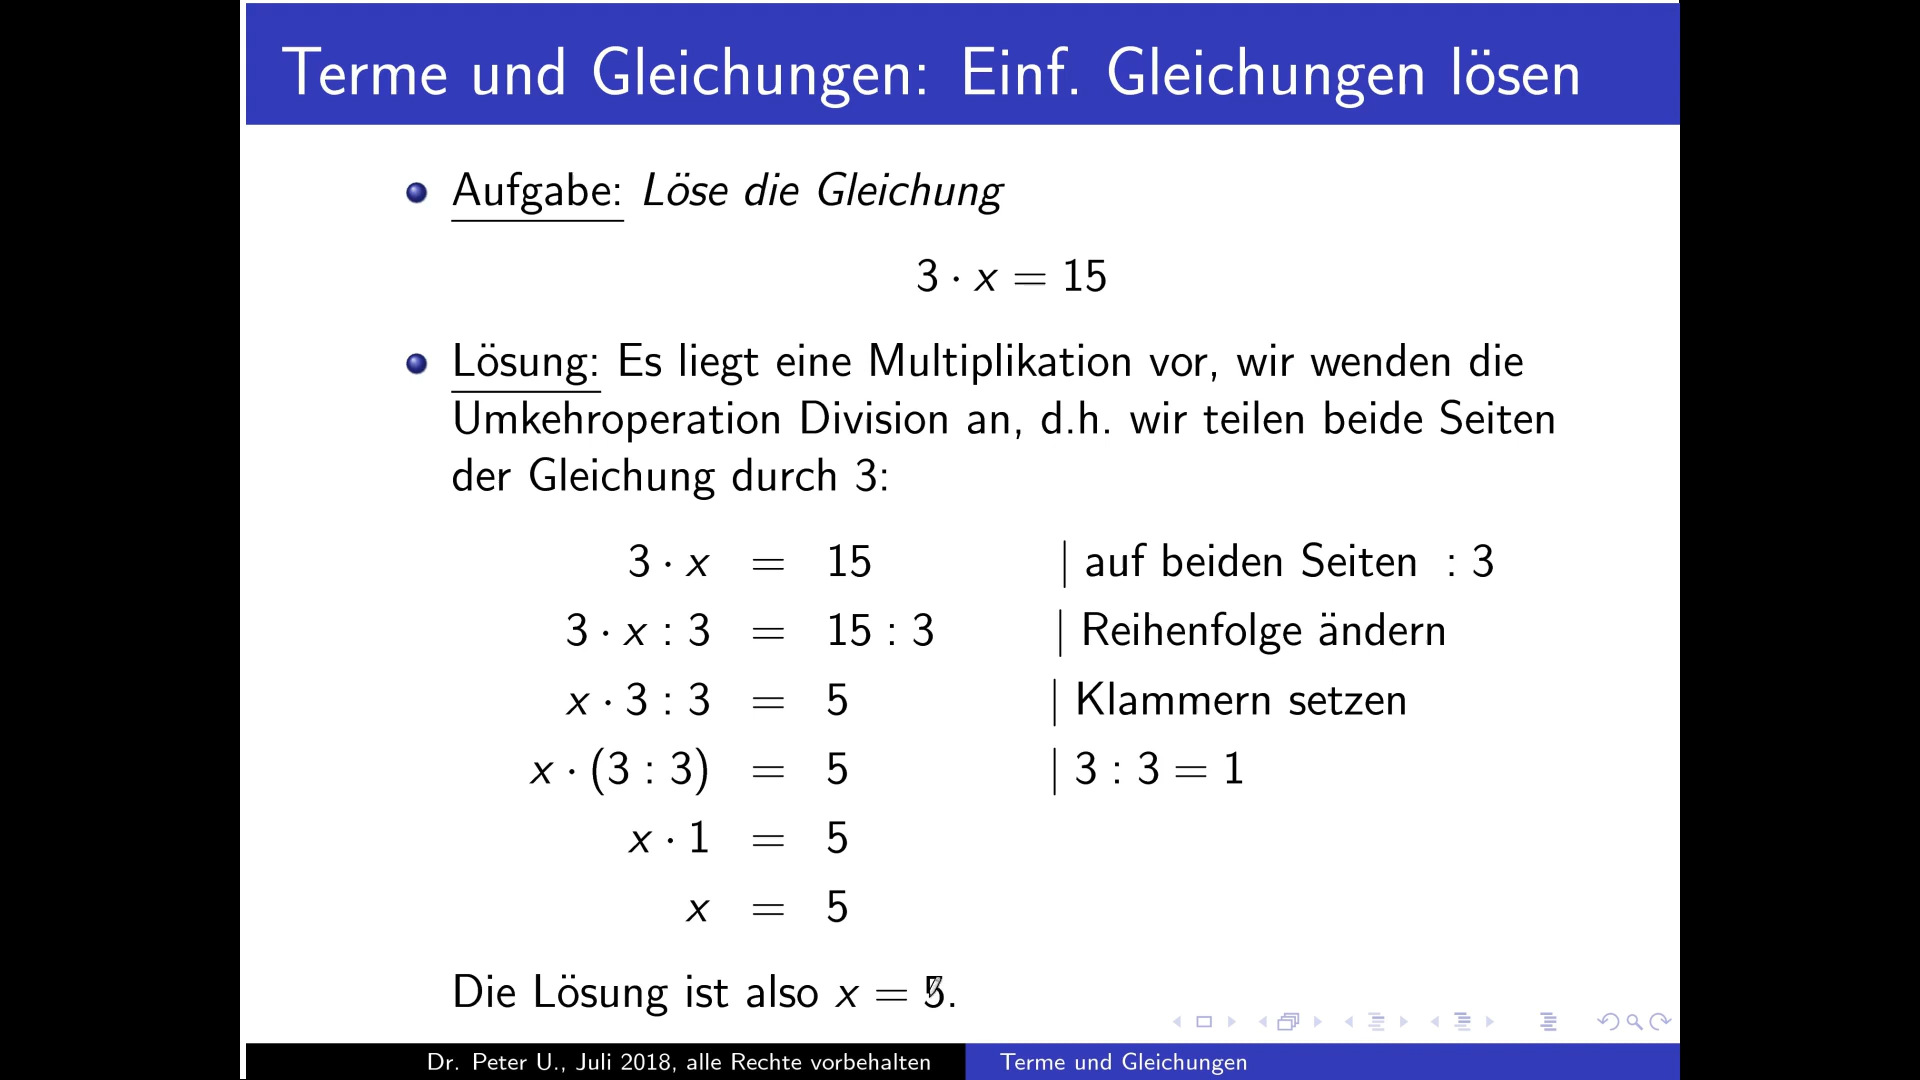 Terme und Gleichungen: Einf. Gleichungen lösen
Aufgabe: Löse die Gleichung
3 · x = 15
Lösung: Es liegt eine Multiplikation vor, wir wenden die
Umkehroperation Division an, d.h. wir teilen beide Seiten
der Gleichung durch 3:
3 · x = 15 | auf beiden Seiten : 3
3 · x : 3 = 15 : 3 | Reihenfolge ändern
x · 3 : 3 = 5 | Klammern setzen
x · (3 : 3) = 5 | 3 : 3 = 1
x · 1 = 5
x = 5
Die Lösung ist also x = 5.
Dr. Peter U., Juli 2018, alle Rechte vorbehalten
Terme und Gleichungen